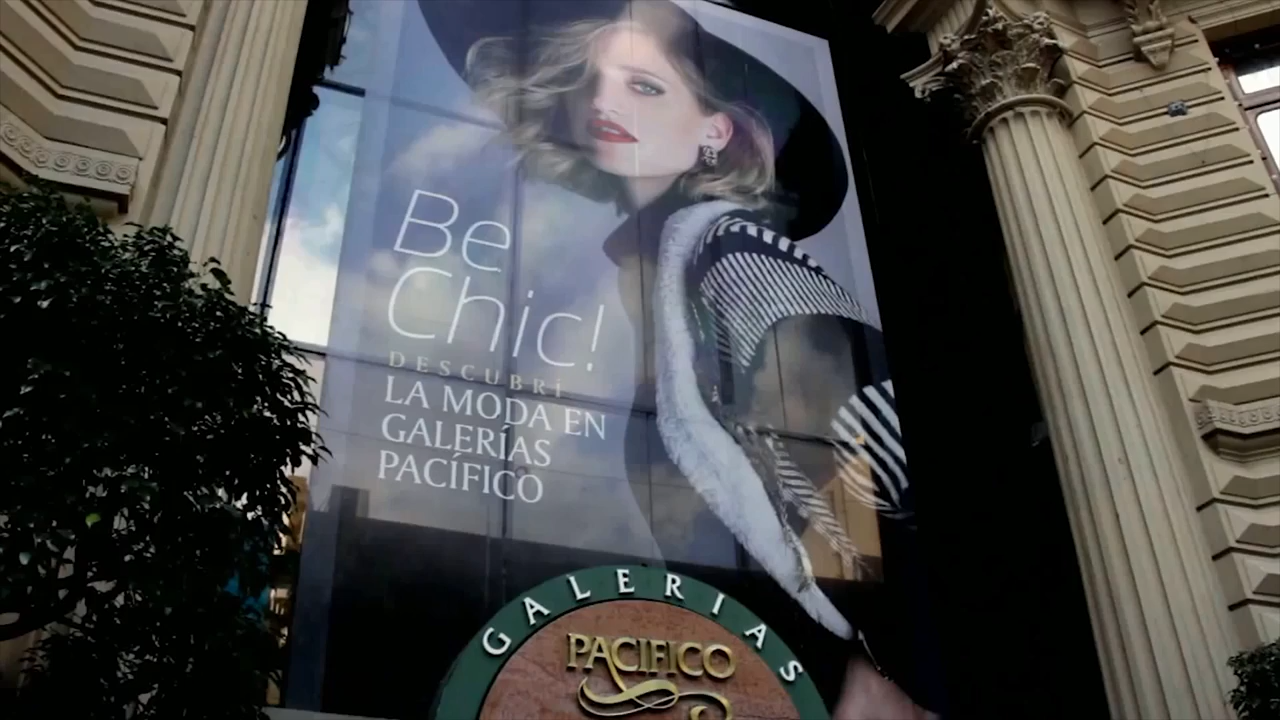 Be
Chic!
DESCUBRÍ
LA MODA EN
GALERÍAS
PACÍFICO
GALERIAS
PACIFICO